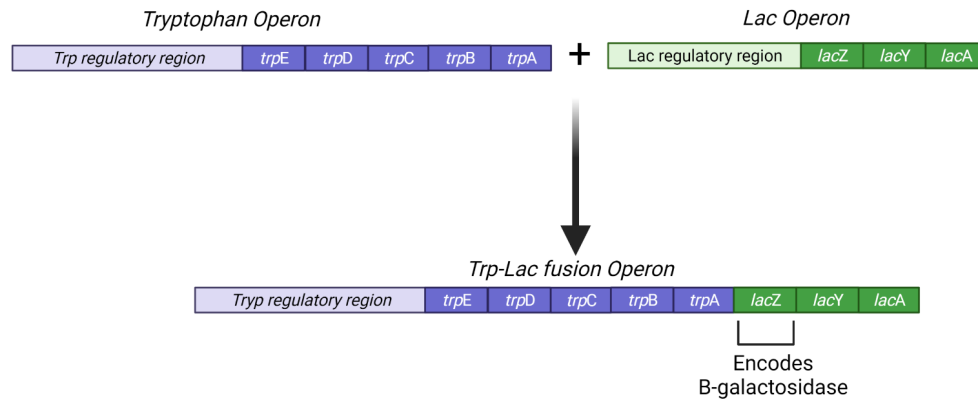 Tryptophan Operon
Lac Operon
Trp regulatory region trpE trpD trpC trpB trpA + Lac regulatory region lacZ lacY lacA
Trp-Lac fusion Operon
Tryp regulatory region trpE trpD trpC trpB trpA lacZ lacY lacA
Encodes
B-galactosidase